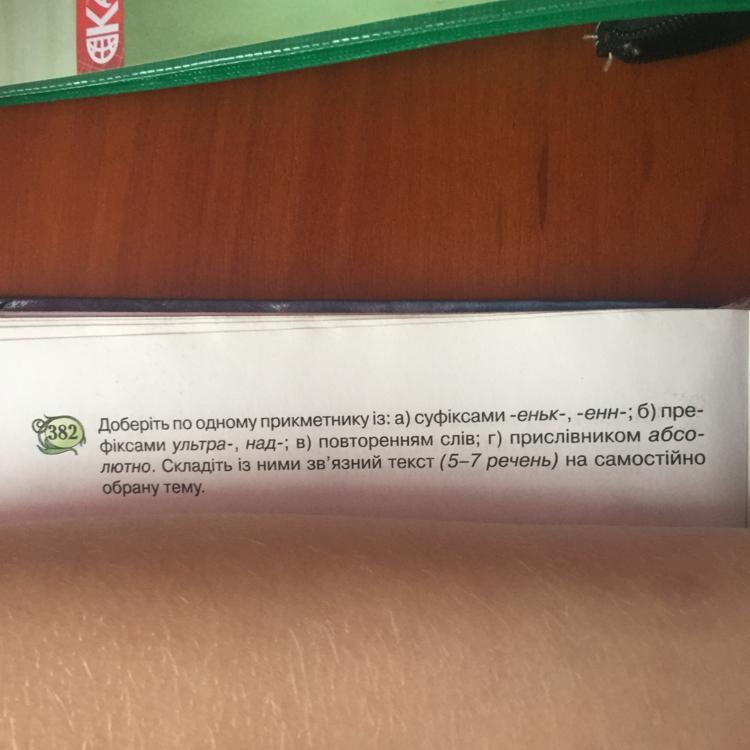 КА
382 Доберіть по одному прикметнику із: а) суфіксами -еньк-, -енн-; б) пре-
фіксами ультра-, над-; в) повторенням слів; г) прислівником абсо-
лютно. Складіть із ними зв’язний текст (5–7 речень) на самостійно
обрану тему.